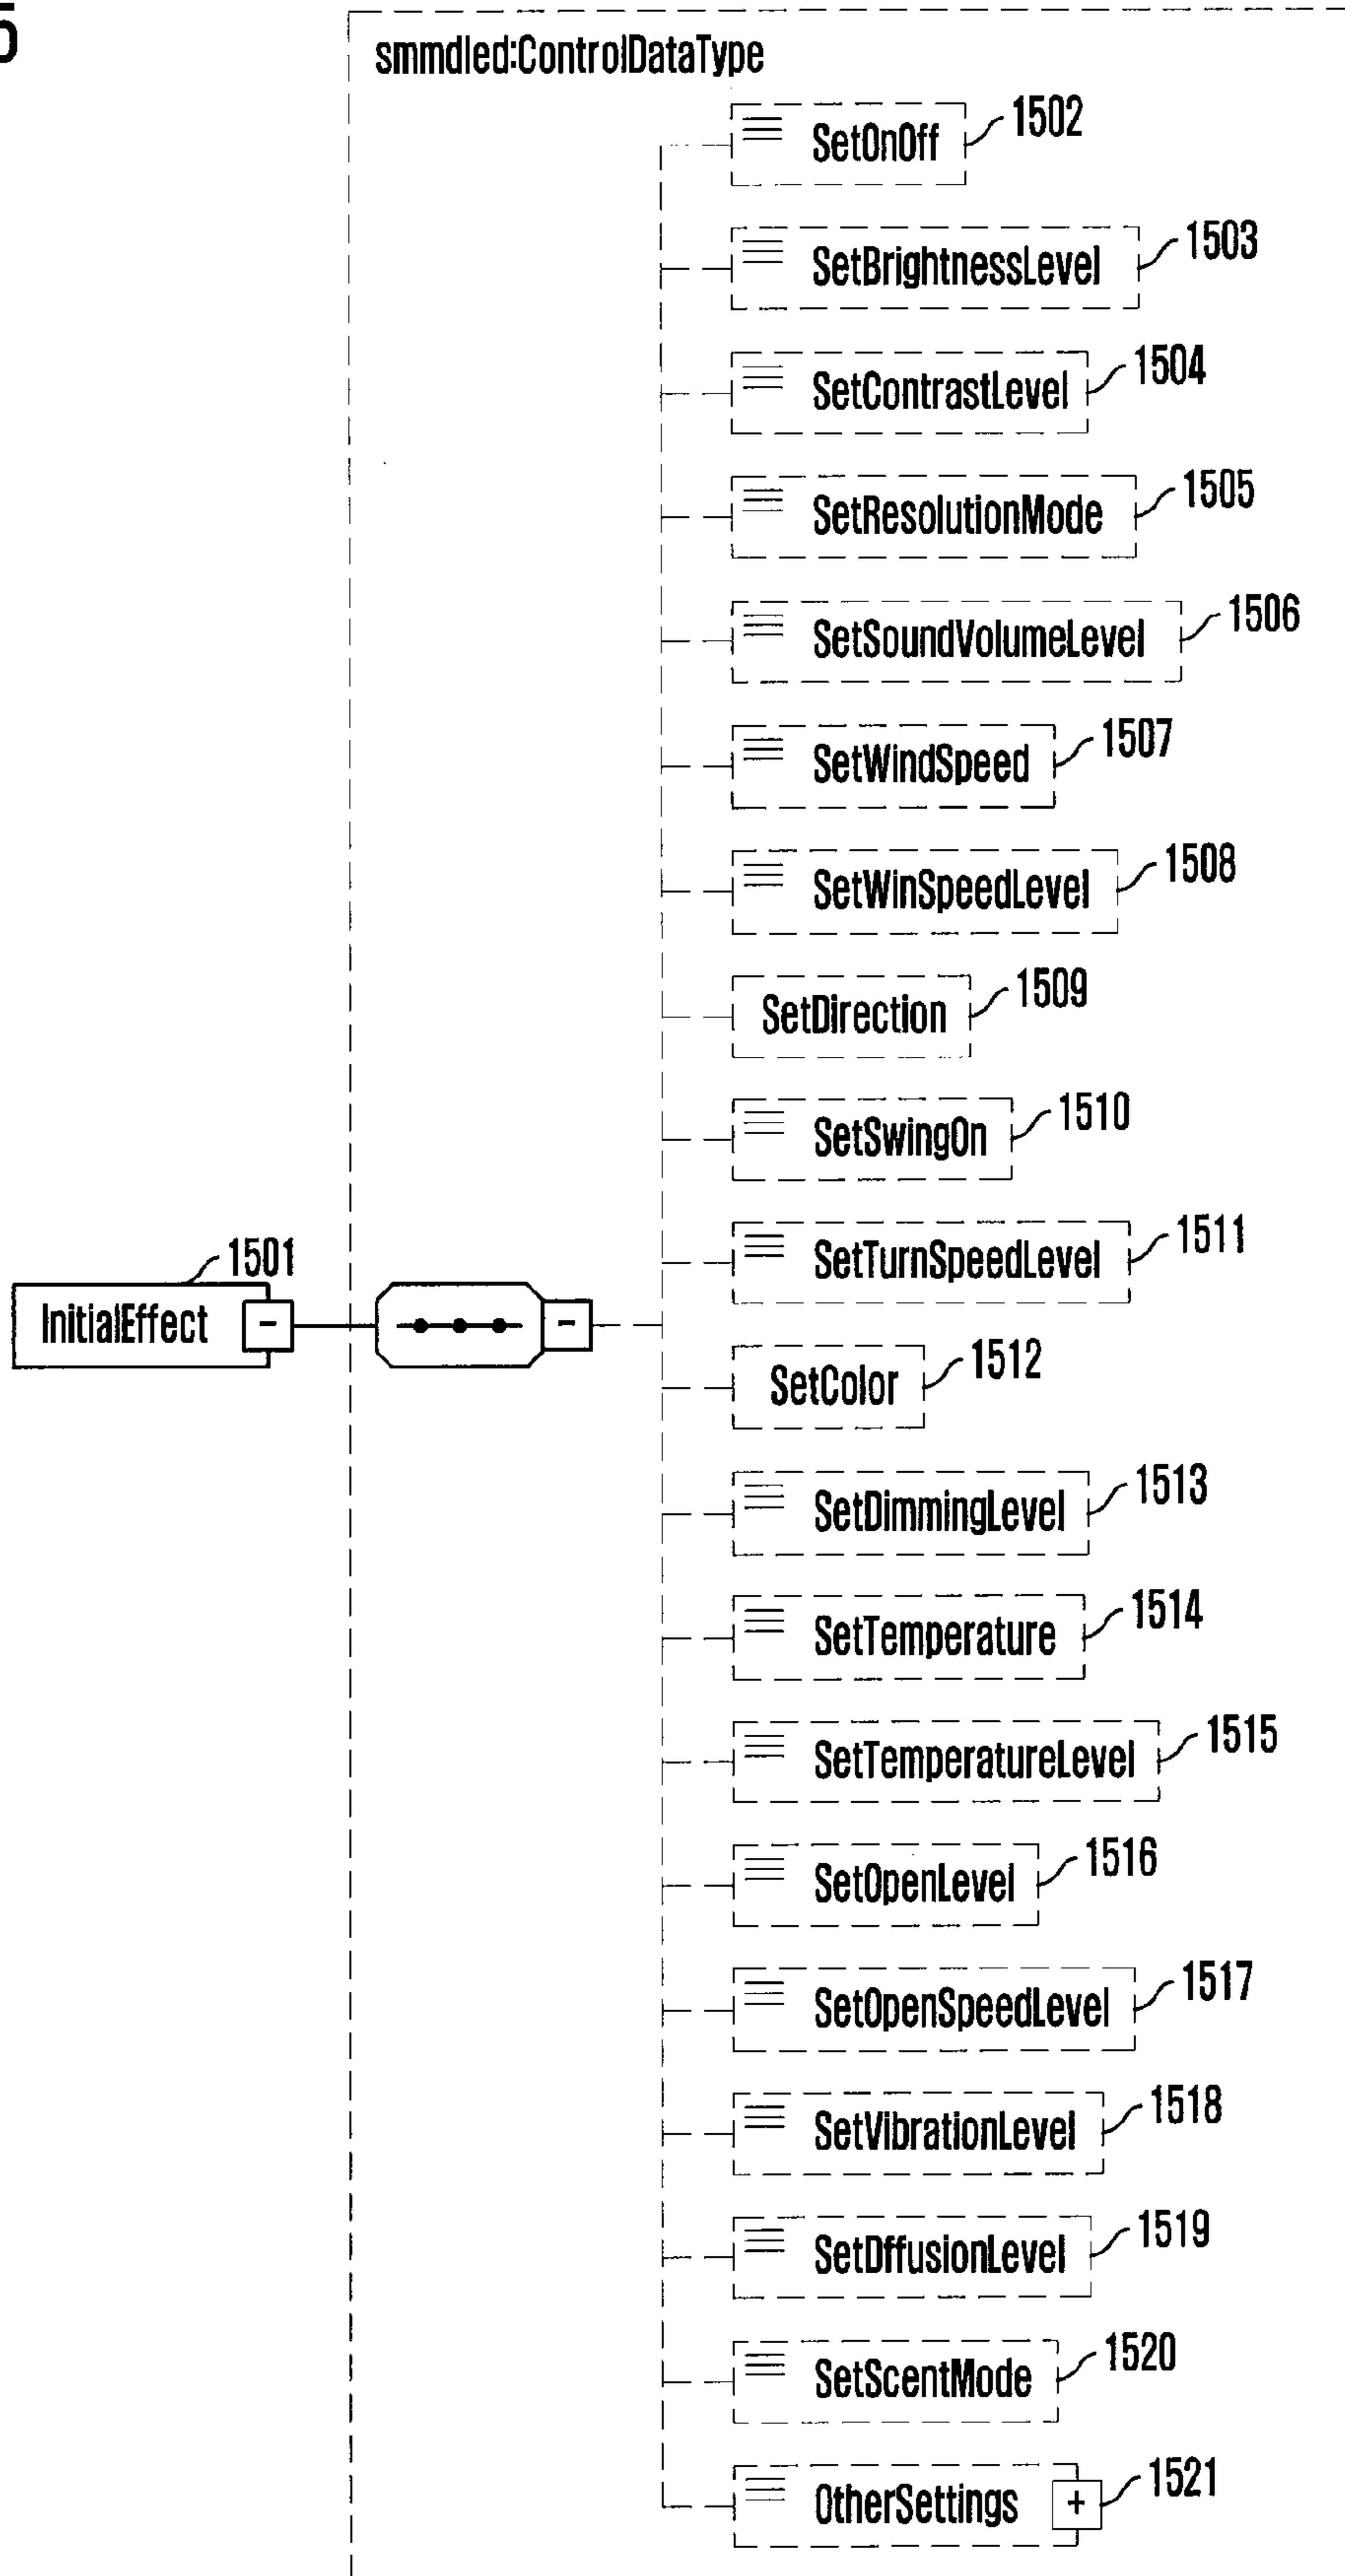 5
smmdled:ControlDataType
SetOnOff 1502
SetBrightnessLevel 1503
SetContrastLevel 1504
SetResolutionMode 1505
SetSoundVolumeLevel 1506
SetWindSpeed 1507
SetWinSpeedLevel 1508
SetDirection 1509
SetSwingOn 1510
SetTurnSpeedLevel 1511
1501
InitialEffect
SetColor 1512
SetDimmingLevel 1513
SetTemperature 1514
SetTemperatureLevel 1515
SetOpenLevel 1516
SetOpenSpeedLevel 1517
SetVibrationLevel 1518
SetDffusionLevel 1519
SetScentMode 1520
OtherSettings 1521